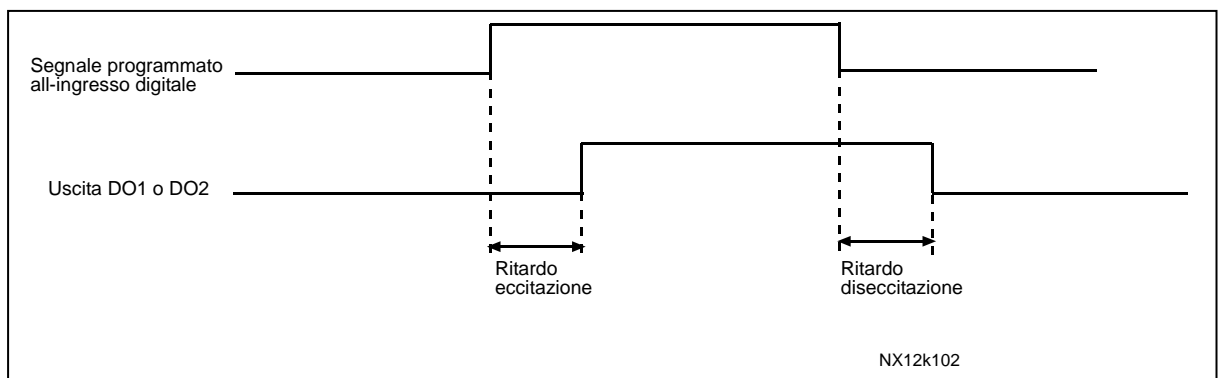 Segnale programmato
all-ingresso digitale
Uscita DO1 o DO2
Ritardo
eccitazione
Ritardo
diseccitazione
NX12k102